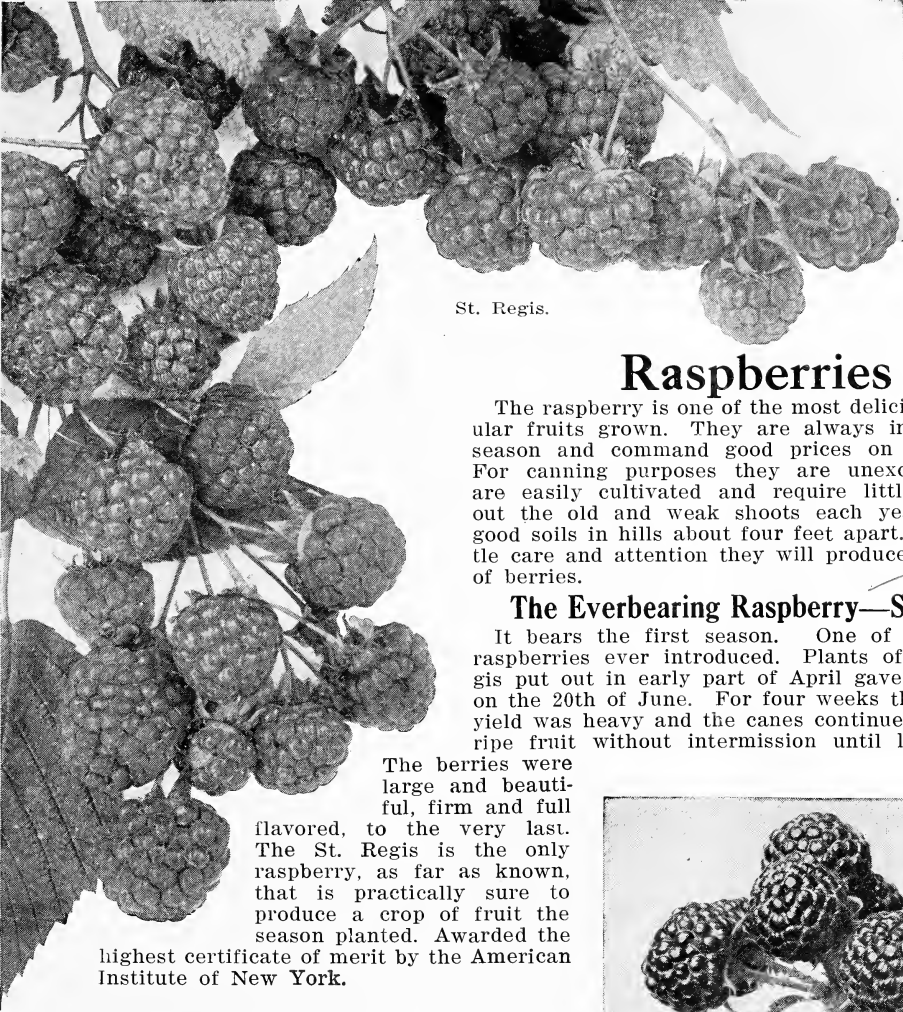 St. Regis.
Raspberries
The raspberry is one of the most delici
ular fruits grown. They are always in
season and command good prices on
For canning purposes they are unexc
are easily cultivated and require littl
out the old and weak shoots each ye
good soils in hills about four feet apart.
tle care and attention they will produce
of berries.
The Everbearing Raspberry—S
It bears the first season. One of
raspberries ever introduced. Plants of
gis put out in early part of April gave
on the 20th of June. For four weeks th
yield was heavy and the canes continue
ripe fruit without intermission until l
The berries were
large and beauti-
ful, firm and full
flavored, to the very last.
The St. Regis is the only
raspberry, as far as known,
that is practically sure to
produce a crop of fruit the
season planted. Awarded the
highest certificate of merit by the American
Institute of New York.